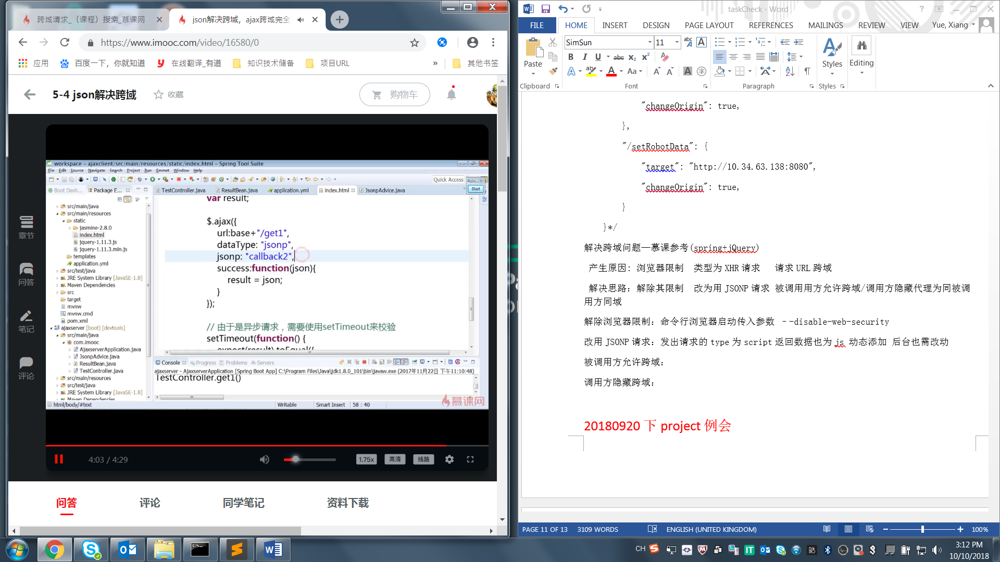 跨域请求_（课程）搜索_慕课网
json解决跨域，ajax跨域完全
https://www.imooc.com/video/16580/0
应用
百度一下，你就知道
在线翻译_有道
知识技术储备
项目URL
»
其他书签
5-4 json解决跨域
收藏
购物车
章节
问答
笔记
评论
workspace - ajaxclient/src/main/resources/static/index.html - Spring Tool Suite
File Edit Source Navigate Search Project Run Emmet Window Help
Quick Access
Start
Boot Dash...
Package E...
TestController.java
ResultBean.java
application.yml
index.html
JsonpAdvice.java
src/main/java
src/main/resources
static
jasmine-2.8.0
index.html
jquery-1.11.3.js
jquery-1.11.3.min.js
templates
application.yml
src/test/java
JRE System Library [JavaSE-1.8]
Maven Dependencies
src
target
mvnw
mvnw.cmd
pom.xml
ajaxserver [boot] [devtools]
src/main/java
com.imooc
AjaxserverApplication.java
JsonpAdvice.java
ResultBean.java
TestController.java
src/main/resources
src/test/java
JRE System Library [JavaSE-1.8]
Maven Dependencies
var result;
$.ajax({
url:base+"/get1",
dataType: "jsonp",
jsonp: "callback2",
success:function(json){
result = json;
}
});
// 由于是异步请求，需要使用setTimeout来校验
setTimeout(function() {
expect(result).toEqual({
Console
Progress
Problems
Servers
ajaxserver - AjaxserverApplication [Spring Boot App] C:\Program Files\Java\jdk1.8.0_101\bin\javaw.exe (2017年11月22日 下午11:10:48)
TestController.get1()
html/body/#text
Writable
Smart Insert
58 : 40
慕课网
4:03 / 4:29
1.75x
高清
线路
问答
评论
同学笔记
资料下载
taskCheck - Word
FILE
HOME
INSERT
DESIGN
PAGE LAYOUT
REFERENCES
MAILINGS
REVIEW
VIEW
Yue, Xiang
Paste
SimSun
11
Styles
Editing
Clipboard
Font
Paragraph
Styles
"changeOrigin": true,
},
"/setRobotData": {
"target": "http://10.34.63.138:8080",
"changeOrigin": true,
}
}*/
解决跨域问题—慕课参考(spring+jQuery)
产生原因: 浏览器限制 类型为 XHR 请求 请求 URL 跨域
解决思路: 解除其限制 改为用 JSONP 请求 被调用用方允许跨域/调用方隐藏代理为同被调
用方同域
解除浏览器限制: 命令行浏览器启动传入参数 --disable-web-security
改用 JSONP 请求: 发出请求的 type 为 script 返回数据也为 js 动态添加 后台也需改动
被调用方允许跨域:
调用方隐藏跨域:
20180920 下 project 例会
PAGE 11 OF 13
3109 WORDS
ENGLISH (UNITED KINGDOM)
100%
CH
3:12 PM
10/10/2018